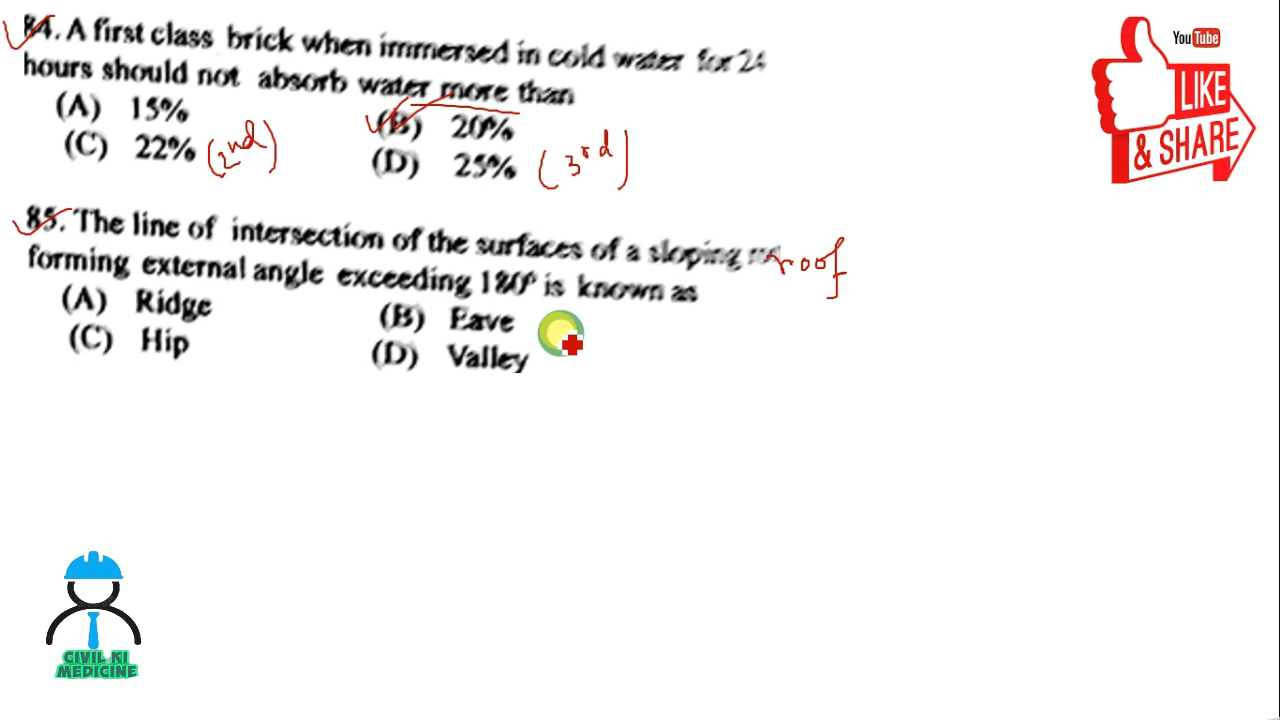 84. A first class brick when immersed in cold water for 24
hours should not absorb water more than
(A) 15%
(B) 20%
(C) 22% (2nd)
(D) 25% (3rd)
85. The line of intersection of the surfaces of a sloping roof
forming external angle exceeding 180° is known as
(A) Ridge
(B) Eave
(C) Hip
(D) Valley
YouTube
LIKE
& SHARE
CIVIL KI
MEDICINE